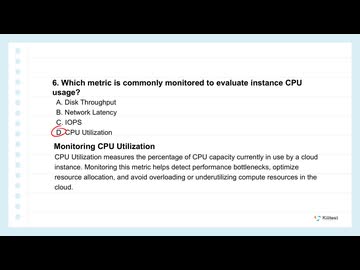 6. Which metric is commonly monitored to evaluate instance CPU
usage?
A. Disk Throughput
B. Network Latency
C. IOPS
D. CPU Utilization
Monitoring CPU Utilization
CPU Utilization measures the percentage of CPU capacity currently in use by a cloud
instance. Monitoring this metric helps detect performance bottlenecks, optimize
resource allocation, and avoid overloading or underutilizing compute resources in the
cloud.
Killtest